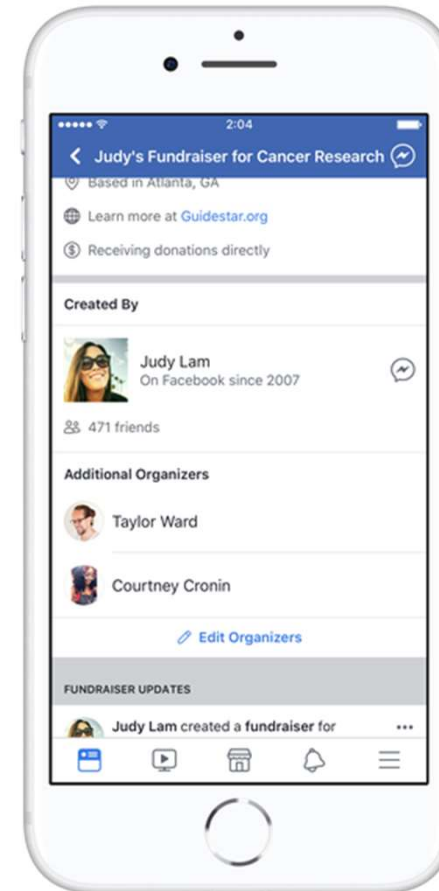 2:04
Judy's Fundraiser for Cancer Research
Based in Atlanta, GA
Learn more at Guidestar.org
Receiving donations directly
Created By
Judy Lam
On Facebook since 2007
471 friends
Additional Organizers
Taylor Ward
Courtney Cronin
Edit Organizers
FUNDRAISER UPDATES
Judy Lam created a fundraiser for